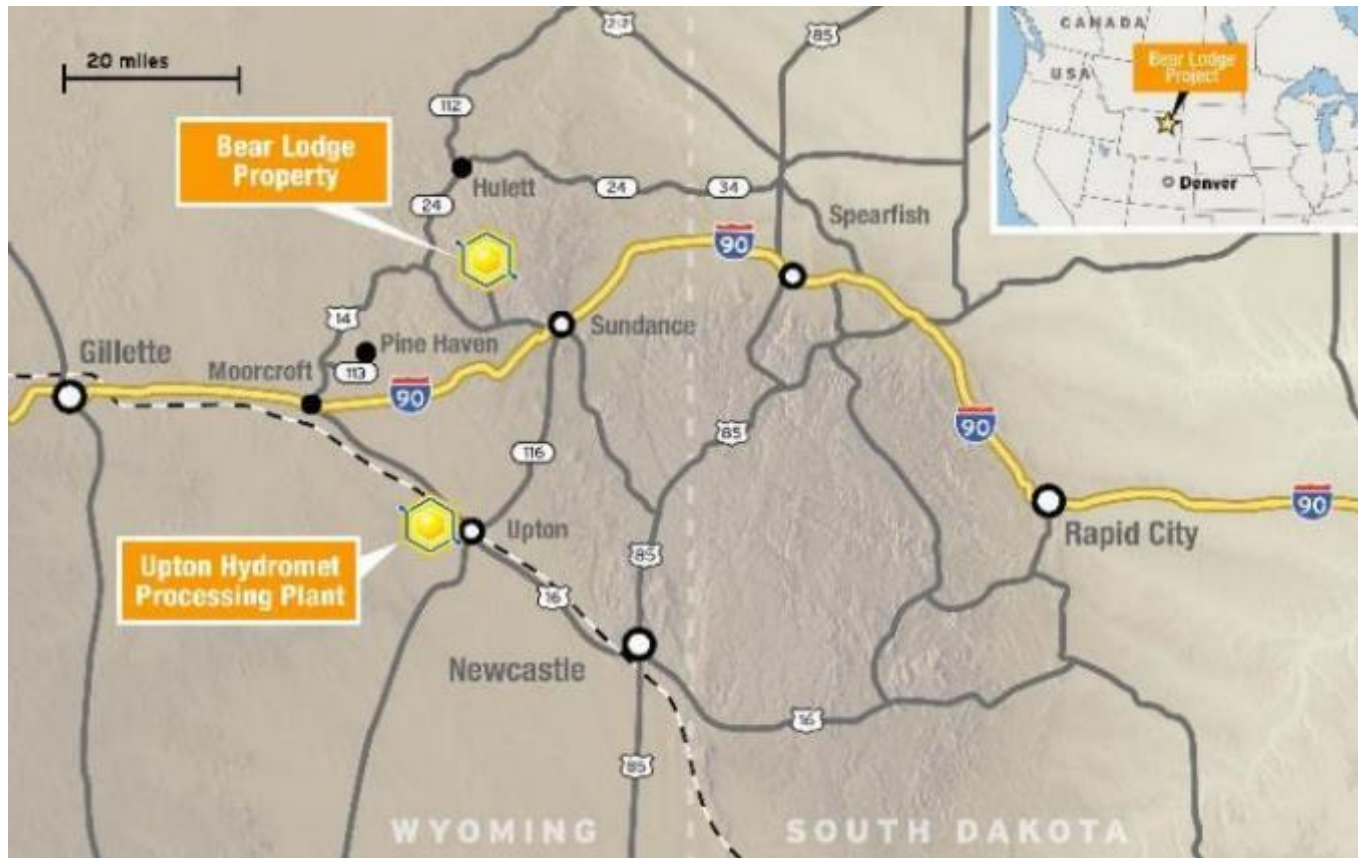 20 miles
212
85
CANADA
USA
Bear Lodge
Project
Denver
112
Bear Lodge
Property
Hulett
24
34
24
Spearfish
90
14
Sundance
Pine Haven
Gillette
Moorcroft
113
90
90
85
116
Upton
Rapid City
90
Upton Hydromet
Processing Plant
85
16
Newcastle
16
85
WYOMING
SOUTH DAKOTA